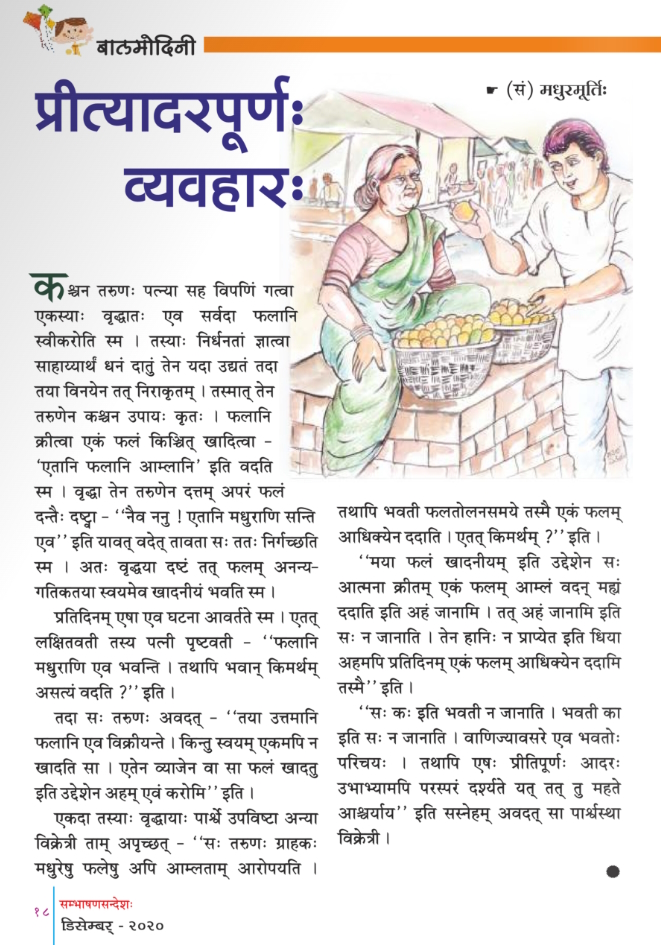 बालमोदिनी
प्रीत्यादरपूर्णः
व्यवहारः
☛ (सं) मधुरमूर्तिः
कश्चन तरुणः पत्न्या सह विपणिं गत्वा
एकस्याः वृद्धातः एव सर्वदा फलानि
स्वीकरोति स्म । तस्याः निर्धनतां ज्ञात्वा
साहाय्यार्थं धनं दातुं तेन यदा उद्यतं तदा
तया विनयेन तत् निराकृतम् । तस्मात् तेन
तरुणेन कश्चन उपायः कृतः । फलानि
क्रीत्वा एकं फलं किञ्चित् खादित्वा –
‘एतानि फलानि आम्लानि’ इति वदति
स्म । वृद्धा तेन तरुणेन दत्तम् अपरं फलं
दन्तैः दष्ट्वा – ‘‘नैव ननु ! एतानि मधुराणि सन्ति
एव’’ इति यावत् वदेत् तावता सः ततः निर्गच्छति
स्म । अतः वृद्धया दष्टं तत् फलम् अनन्य-
गतिकतया स्वयमेव खादनीयं भवति स्म ।
प्रतिदिनम् एषा एव घटना आवर्तते स्म । एतत्
लक्षितवती तस्य पत्नी पृष्टवती – ‘‘फलानि
मधुराणि एव भवन्ति । तथापि भवान् किमर्थम्
असत्यं वदति ?’’ इति ।
तदा सः तरुणः अवदत् – ‘‘तया उत्तमानि
फलानि एव विक्रीयन्ते । किन्तु स्वयम् एकमपि न
खादति सा । एतेन व्याजेन वा सा फलं खादतु
इति उद्देशेन अहम् एवं करोमि’’ इति ।
एकदा तस्याः वृद्धायाः पार्श्वे उपविष्टा अन्या
विक्रेत्री ताम् अपृच्छत् – ‘‘सः तरुणः ग्राहकः
मधुरेषु फलेषु अपि आम्लताम् आरोपयति ।
तथापि भवती फलतोलनसमये तस्मै एकं फलम्
आधिक्येन ददाति । एतत् किमर्थम् ?’’ इति ।
‘‘मया फलं खादनीयम् इति उद्देशेन सः
आत्मना क्रीतम् एकं फलम् आम्लं वदन् मह्यं
ददाति इति अहं जानामि । तत् अहं जानामि इति
सः न जानाति । तेन हानिः न प्राप्येत इति धिया
अहमपि प्रतिदिनम् एकं फलम् आधिक्येन ददामि
तस्मै’’ इति ।
‘‘सः कः इति भवती न जानाति । भवती का
इति सः न जानाति । वाणिज्यावसरे एव भवतोः
परिचयः । तथापि एषः प्रीतिपूर्णः आदरः
उभाभ्यामपि परस्परं दर्श्यते यत् तत् तु महते
आश्चर्याय’’ इति सस्नेहम् अवदत् सा पार्श्वस्था
विक्रेत्री ।
१८
सम्भाषणसन्देशः
डिसेम्बर् - २०२०